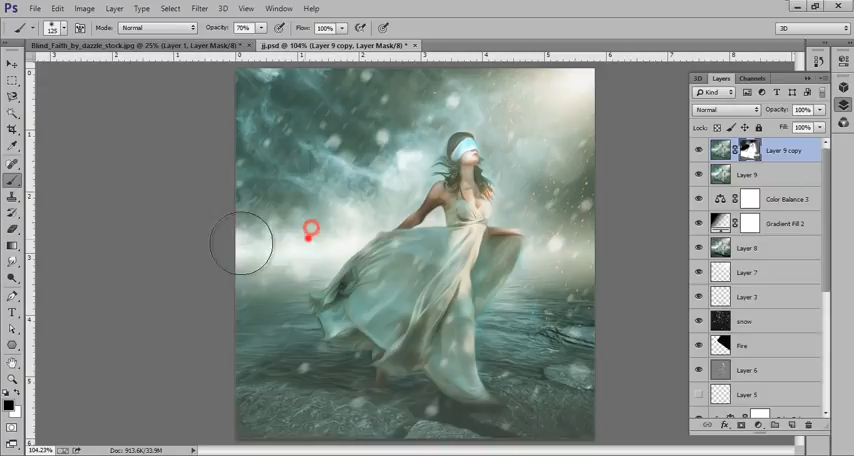 Ps File Edit Image Layer Type Select Filter 3D View Window Help
125 Mode: Normal Opacity: 70% Flow: 100% 3D
Blind_Faith_by_dazzle_stock.jpg @ 25% (Layer 1, Layer Mask/8) * × jj.psd @ 104% (Layer 9 copy, Layer Mask/8) * ×
3D Layers Channels
Kind
Normal Opacity: 100%
Lock: Fill: 100%
Layer 9 copy
Layer 9
Color Balance 3
Gradient Fill 2
Layer 8
Layer 7
Layer 3
snow
Fire
Layer 6
Layer 5
fx
104.23% Doc: 913.6K/33.9M